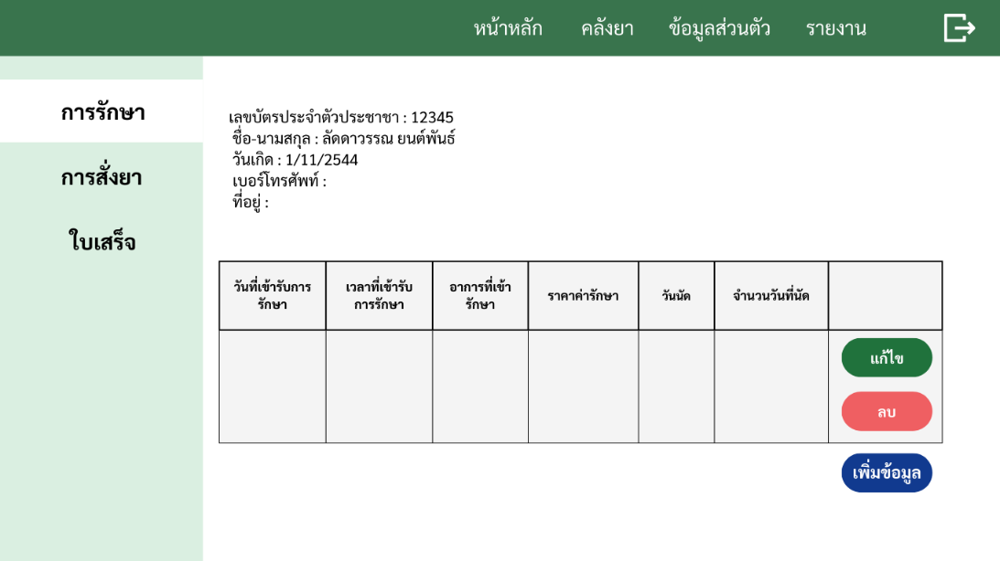 หน้าหลัก คลังยา ข้อมูลส่วนตัว รายงาน
การรักษา
การสั่งยา
ใบเสร็จ
เลขบัตรประจำตัวประชาชา : 12345
ชื่อ-นามสกุล : ลัดดาวรรณ ยนต์พันธ์
วันเกิด : 1/11/2544
เบอร์โทรศัพท์ :
ที่อยู่ :
วันที่เข้ารับการ
รักษา
เวลาที่เข้ารับ
การรักษา
อาการที่เข้า
รักษา
ราคาค่ารักษา
วันนัด
จำนวนวันที่นัด
แก้ไข
ลบ
เพิ่มข้อมูล